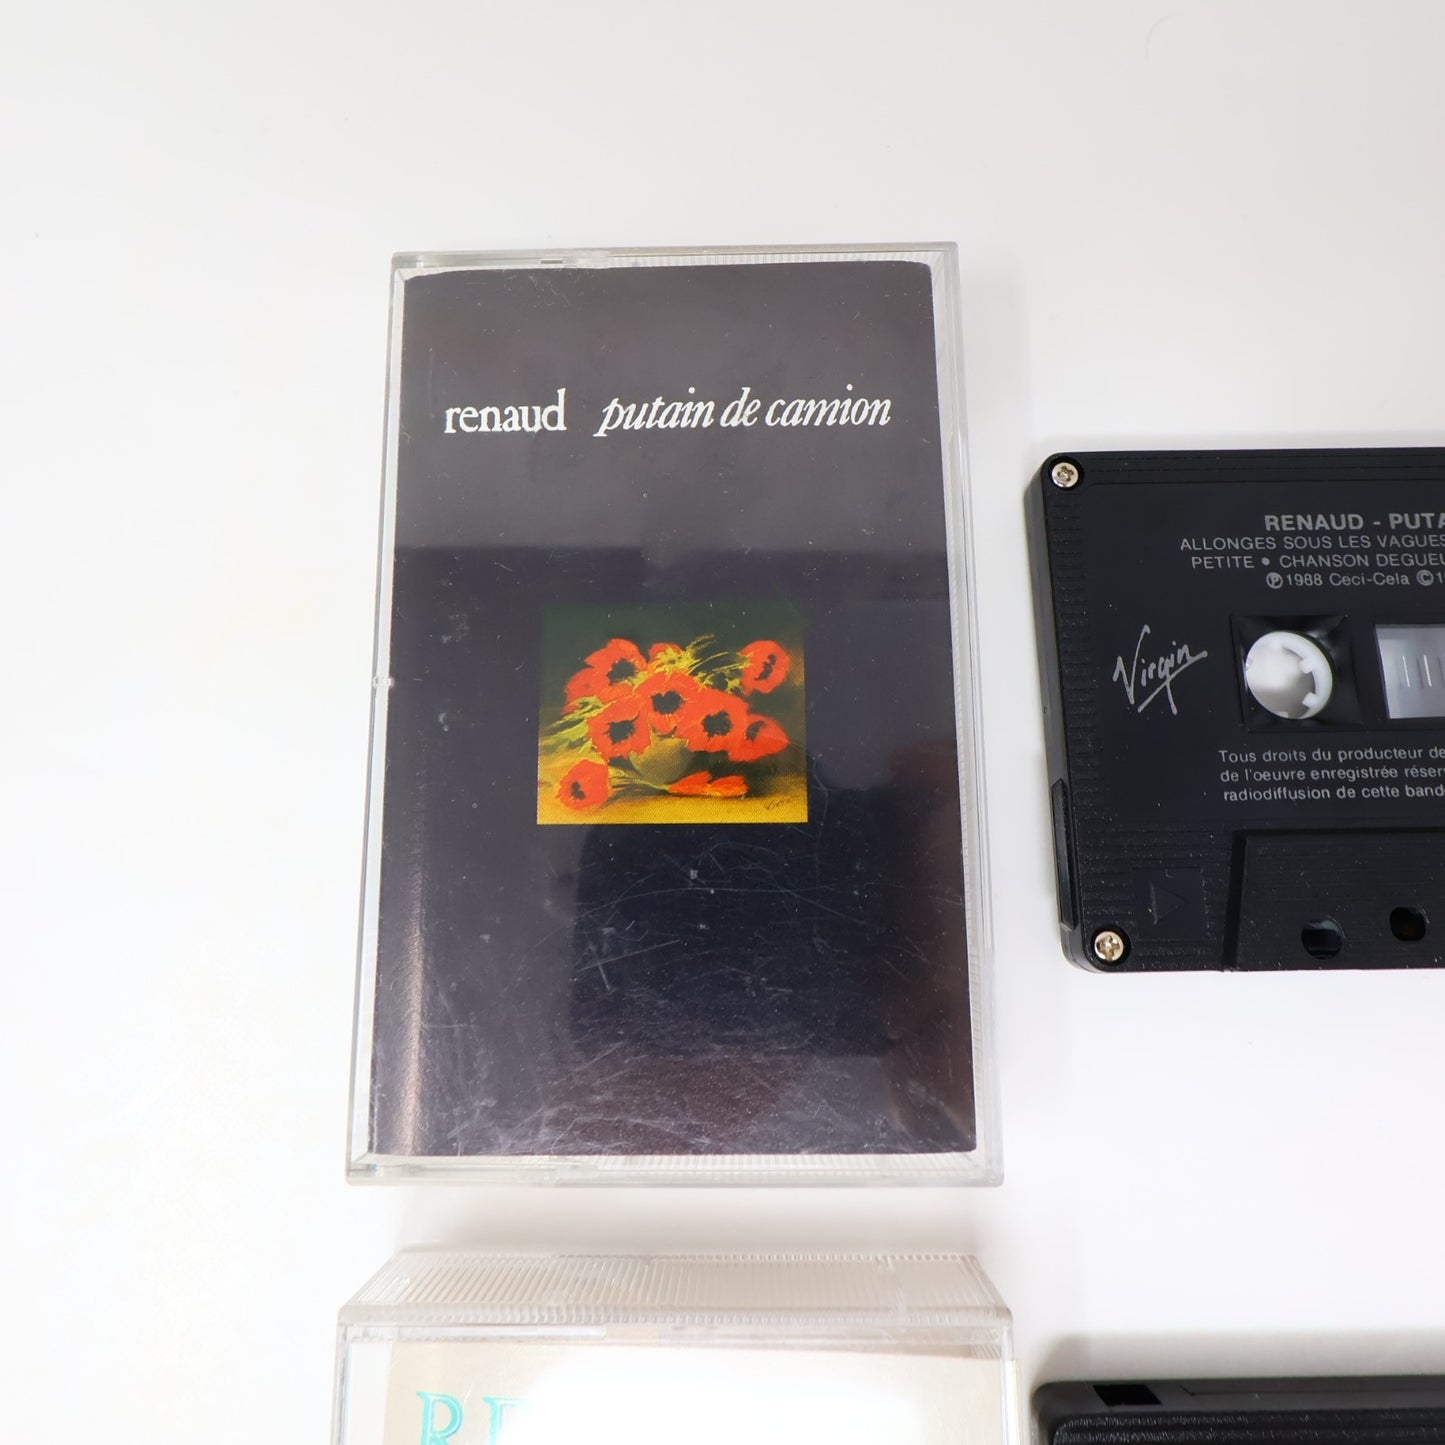 renaud putain de camion
RENAUD - PUTA
ALLONGES SOUS LES VAGUES
PETITE • CHANSON DEGUEU
℗1988 Ceci-Cela ©1
Virgin
Tous droits du producteur de
de l'oeuvre enregistrée réser
radiodiffusion de cette band
RE